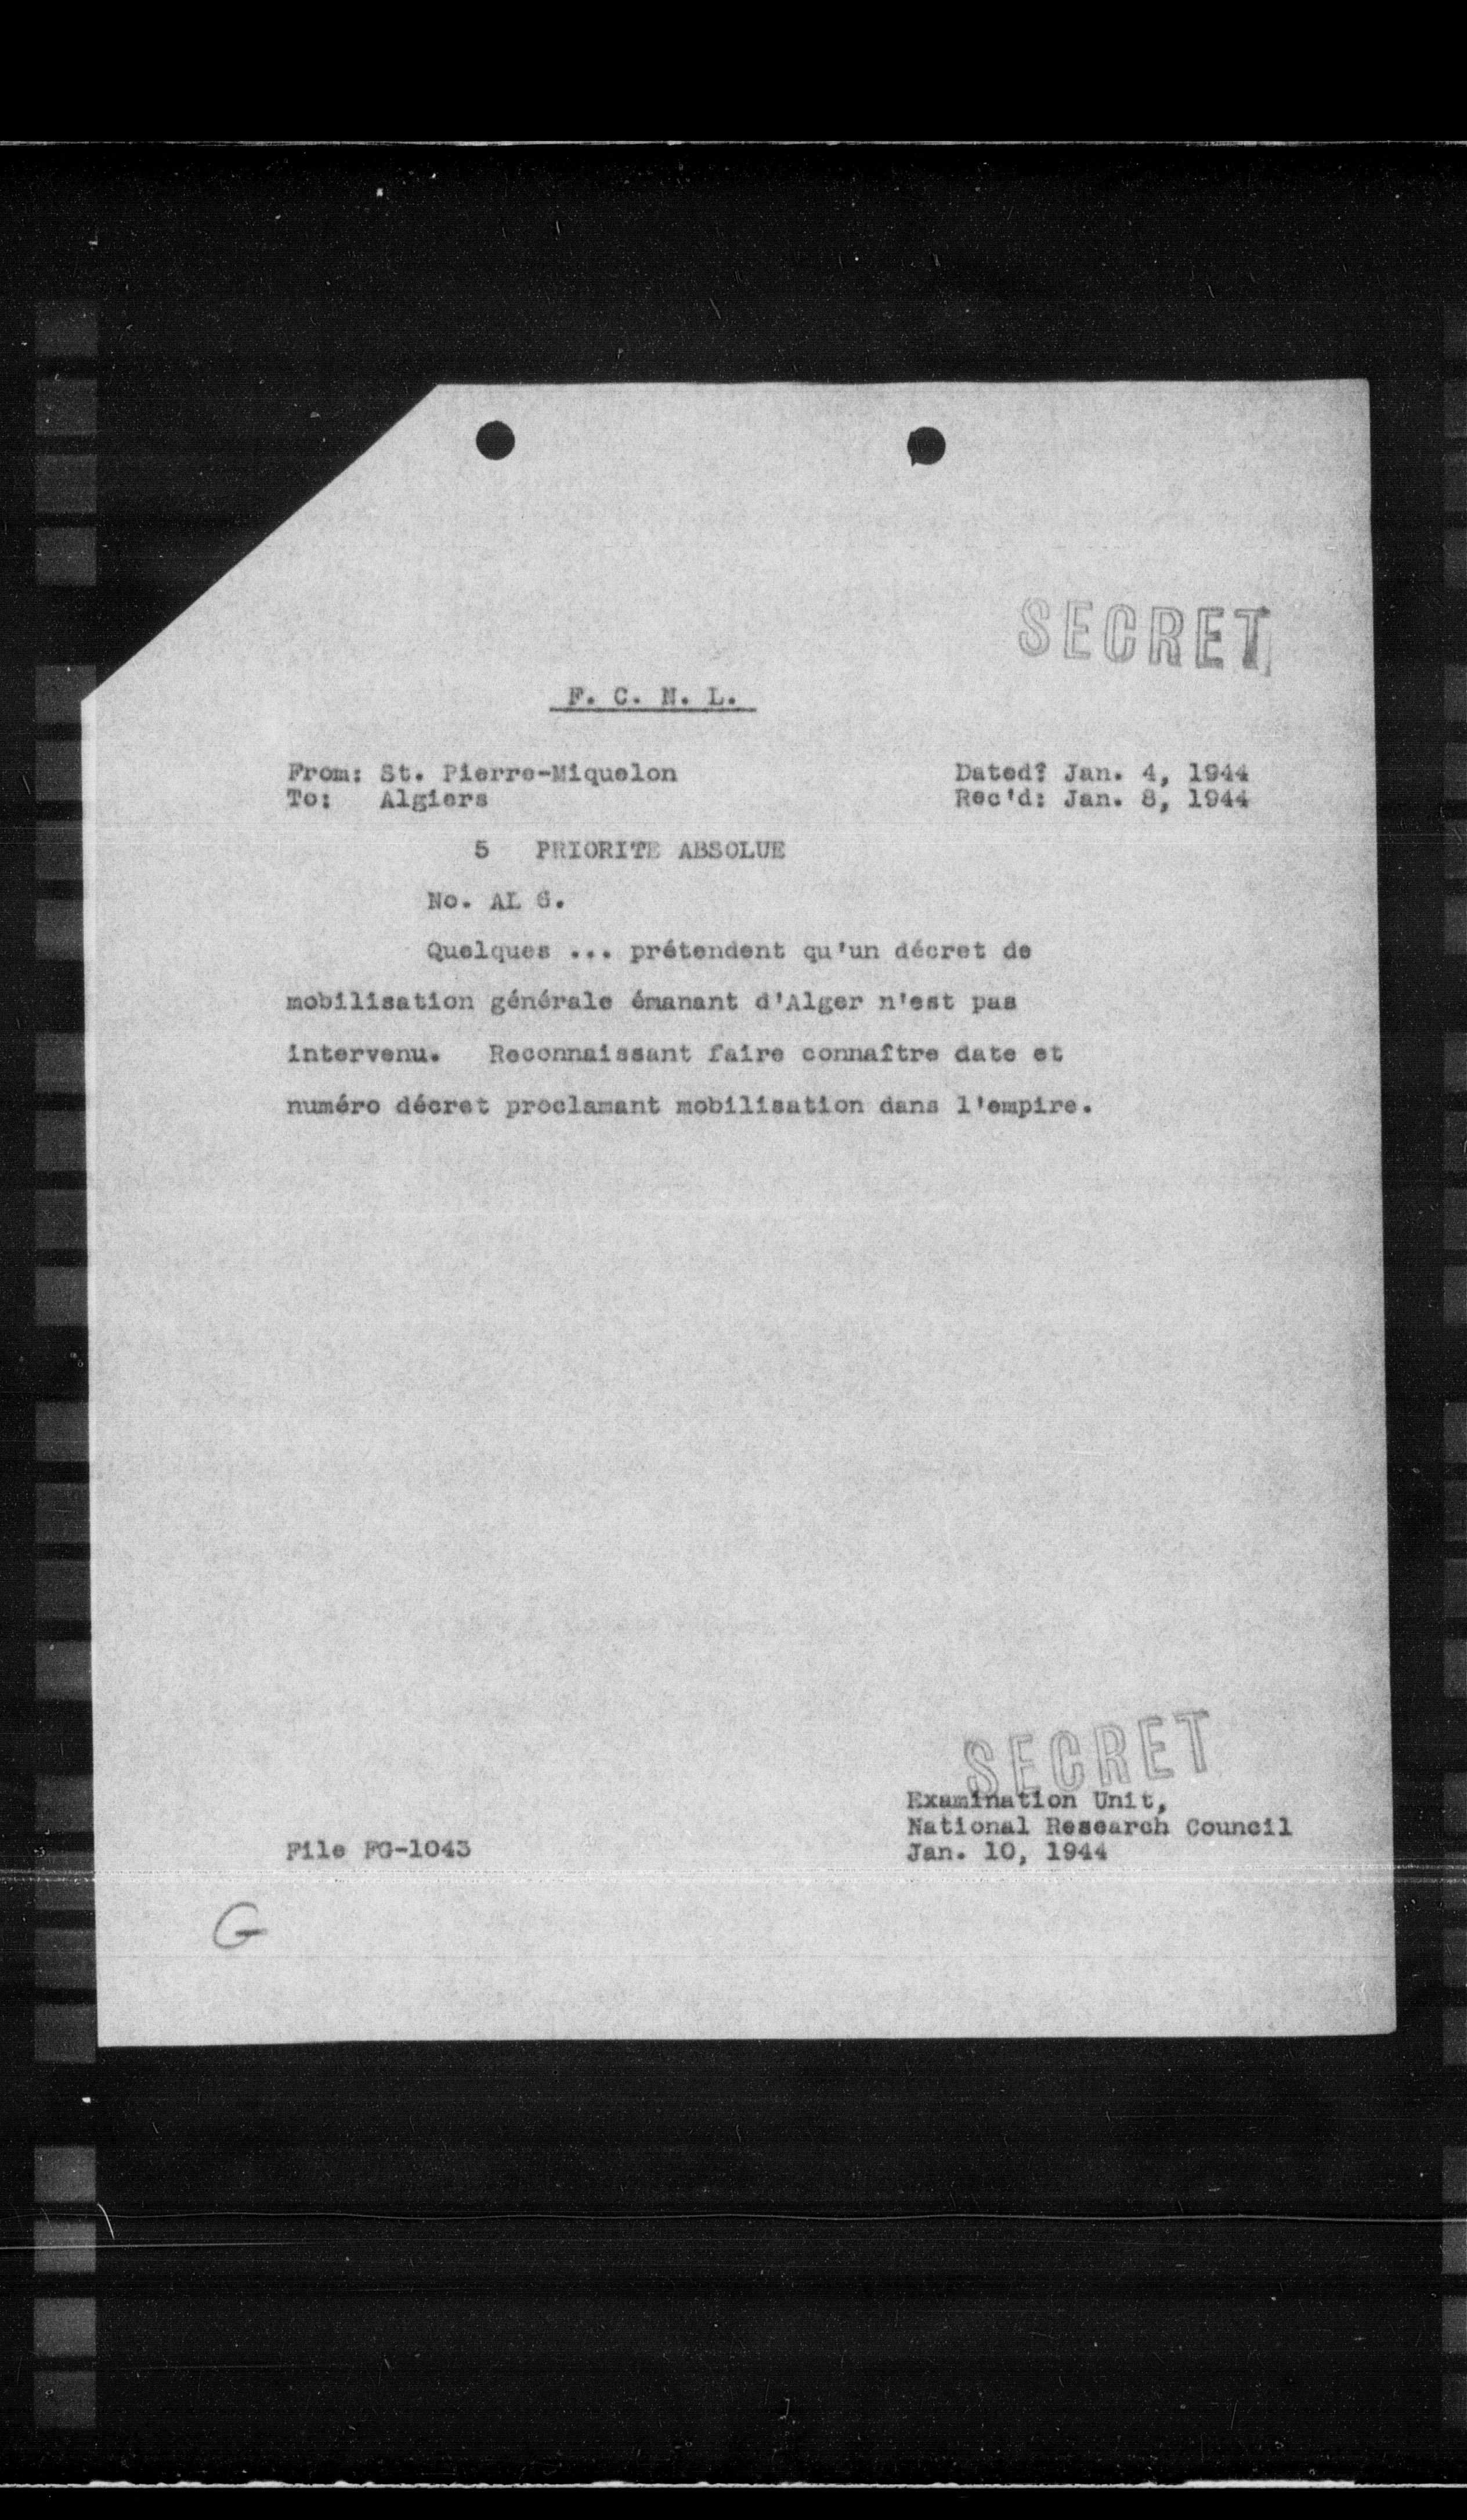 SECRET
F. C. N. L.
From: St. Pierre-Miquelon
To: Algiers
Dated? Jan. 4, 1944
Rec'd: Jan. 8, 1944
5 PRIORITE ABSOLUE
No. AL 6.
Quelques ... prétendent qu'un décret de
mobilisation générale émanant d'Alger n'est pas
intervenu. Reconnaissant faire connaître date et
numéro décret proclamant mobilisation dans l'empire.
SECRET
Examination Unit,
National Research Council
Jan. 10, 1944
File FG-1043
G